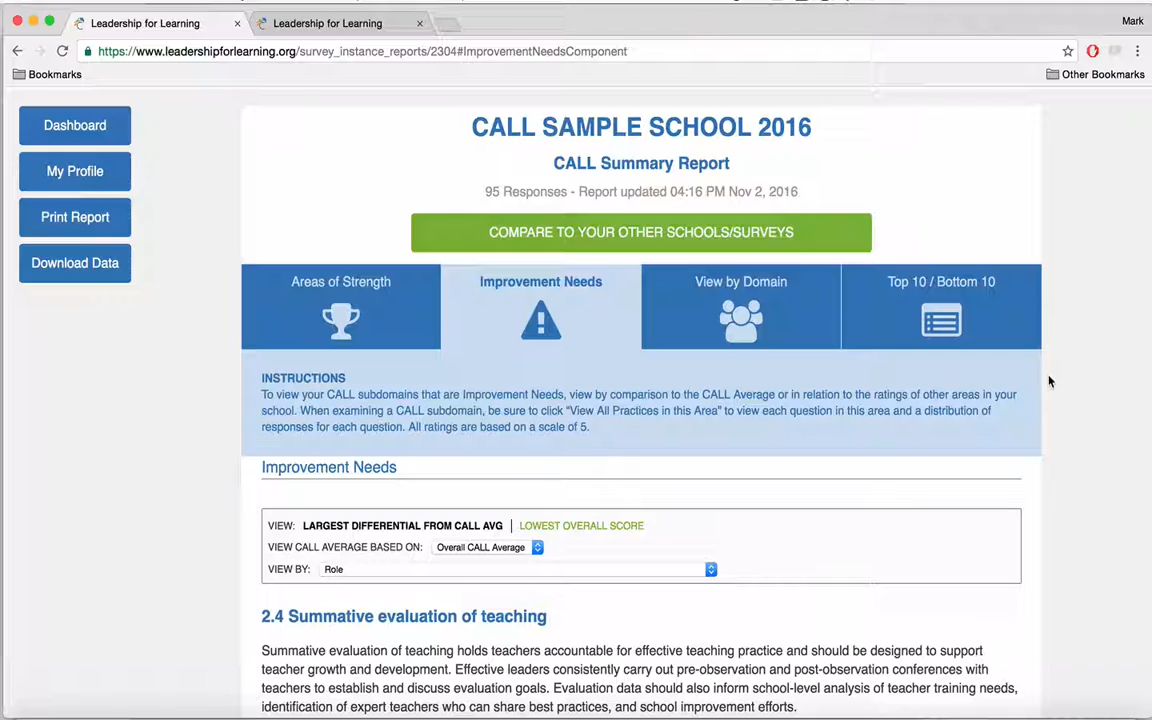 Leadership for Learning
Leadership for Learning
Mark
https://www.leadershipforlearning.org/survey_instance_reports/2304#ImprovementNeedsComponent
Bookmarks
Other Bookmarks
Dashboard
My Profile
Print Report
Download Data
CALL SAMPLE SCHOOL 2016
CALL Summary Report
95 Responses - Report updated 04:16 PM Nov 2, 2016
COMPARE TO YOUR OTHER SCHOOLS/SURVEYS
Areas of Strength
Improvement Needs
View by Domain
Top 10 / Bottom 10
INSTRUCTIONS
To view your CALL subdomains that are Improvement Needs, view by comparison to the CALL Average or in relation to the ratings of other areas in your
school. When examining a CALL subdomain, be sure to click “View All Practices in this Area” to view each question in this area and a distribution of
responses for each question. All ratings are based on a scale of 5.
Improvement Needs
VIEW: LARGEST DIFFERENTIAL FROM CALL AVG | LOWEST OVERALL SCORE
VIEW CALL AVERAGE BASED ON: Overall CALL Average
VIEW BY: Role
2.4 Summative evaluation of teaching
Summative evaluation of teaching holds teachers accountable for effective teaching practice and should be designed to support
teacher growth and development. Effective leaders consistently carry out pre-observation and post-observation conferences with
teachers to establish and discuss evaluation goals. Evaluation data should also inform school-level analysis of teacher training needs,
identification of expert teachers who can share best practices, and school improvement efforts.